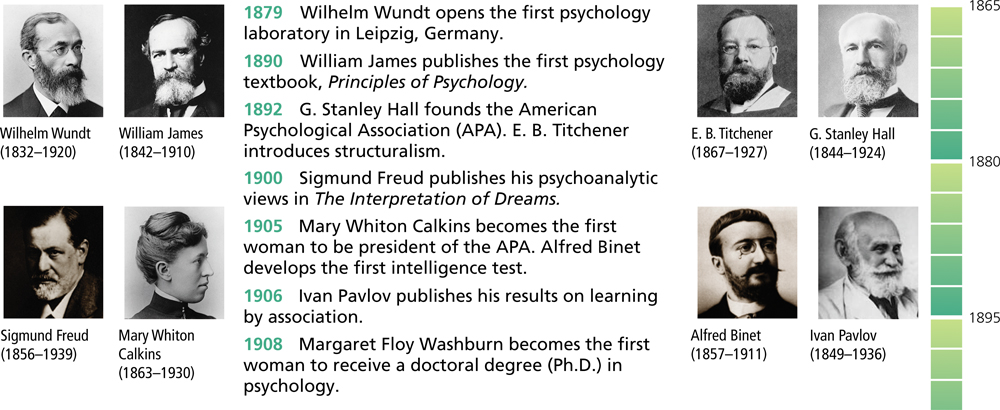 Wilhelm Wundt
(1832–1920)
William James
(1842–1910)
Sigmund Freud
(1856–1939)
Mary Whiton
Calkins
(1863–1930)
1879 Wilhelm Wundt opens the first psychology
laboratory in Leipzig, Germany.
1890 William James publishes the first psychology
textbook, Principles of Psychology.
1892 G. Stanley Hall founds the American
Psychological Association (APA). E. B. Titchener
introduces structuralism.
1900 Sigmund Freud publishes his psychoanalytic
views in The Interpretation of Dreams.
1905 Mary Whiton Calkins becomes the first
woman to be president of the APA. Alfred Binet
develops the first intelligence test.
1906 Ivan Pavlov publishes his results on learning
by association.
1908 Margaret Floy Washburn becomes the first
woman to receive a doctoral degree (Ph.D.) in
psychology.
E. B. Titchener
(1867–1927)
G. Stanley Hall
(1844–1924)
Alfred Binet
(1857–1911)
Ivan Pavlov
(1849–1936)
1865
1880
1895